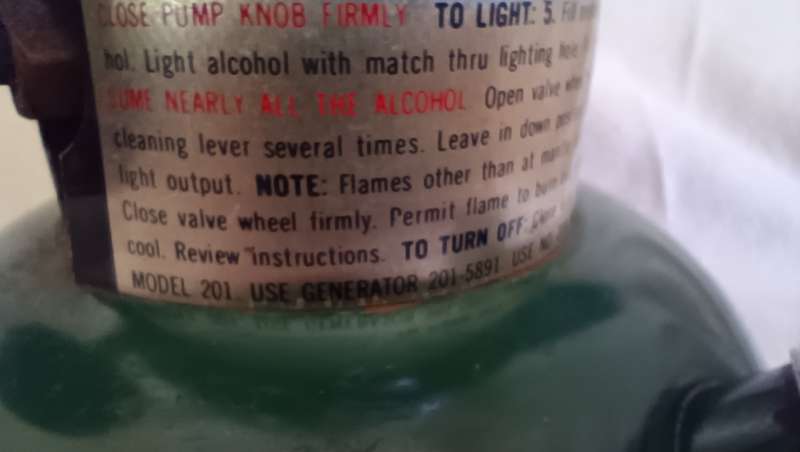 CLOSE PUMP KNOB FIRMLY TO LIGHT: 5. Fill
hol. Light alcohol with match thru lighting hole
SUME NEARLY ALL THE ALCOHOL Open valve
cleaning lever several times. Leave in down
light output. NOTE: Flames other than at
Close valve wheel firmly. Permit flame to burn
cool. Review instructions. TO TURN OFF: Close
MODEL 201. USE GENERATOR 201-5891 USE NO.